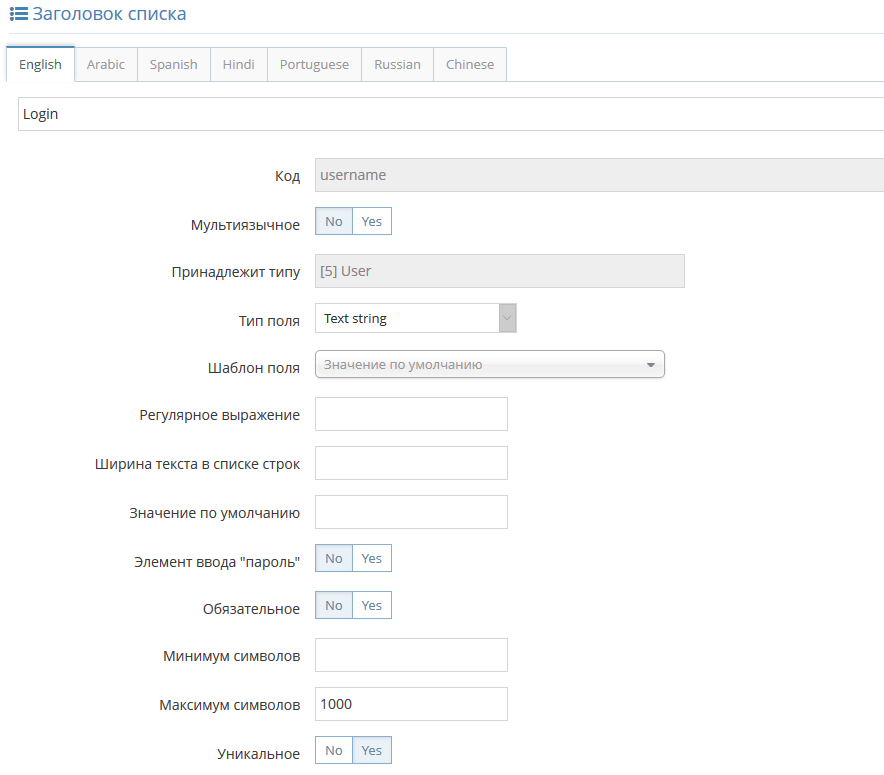 Заголовок списка
English Arabic Spanish Hindi Portuguese Russian Chinese
Login
Код username
Мультиязычное No Yes
Принадлежит типу [5] User
Тип поля Text string
Шаблон поля Значение по умолчанию
Регулярное выражение
Ширина текста в списке строк
Значение по умолчанию
Элемент ввода "пароль" No Yes
Обязательное No Yes
Минимум символов
Максимум символов 1000
Уникальное No Yes